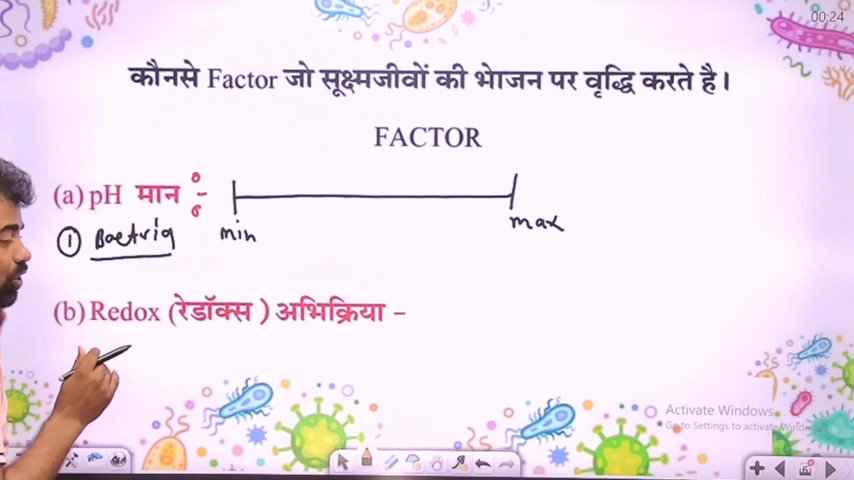 00:24
कौनसे Factor जो सूक्ष्मजीवों की भेाजन पर वृद्धि करते है।
FACTOR
(a) pH मान :-
min
max
① Bactria
(b) Redox (रेडॉक्स ) अभिक्रिया -
Activate Windows
Go to Settings to activate Windows.